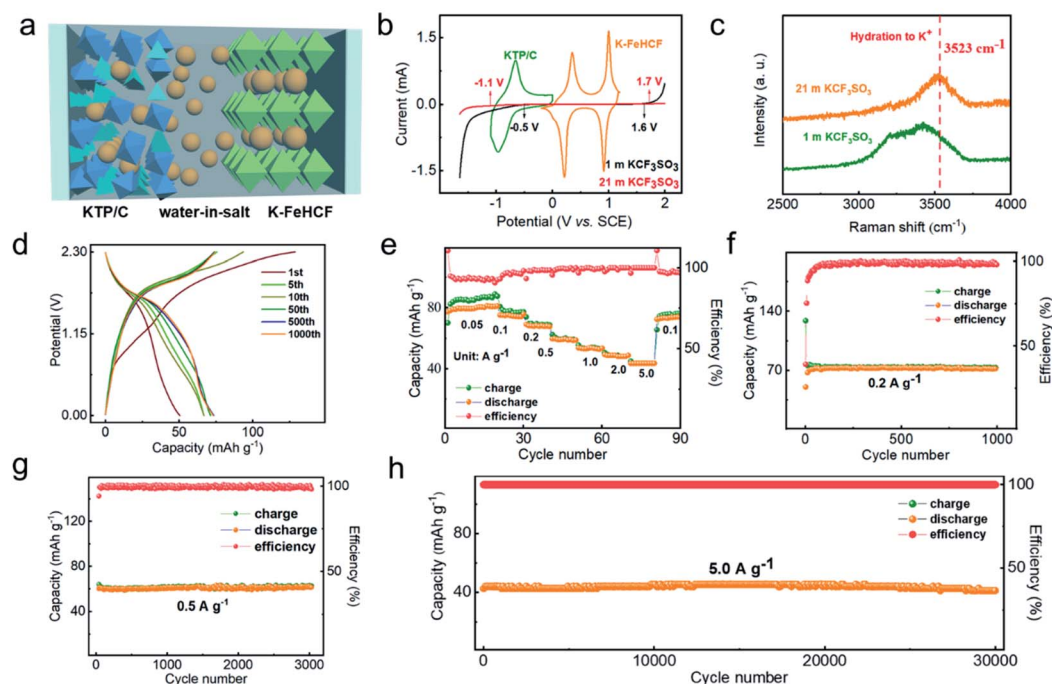 a
KTP/C water-in-salt K-FeHCF
b
Current (mA)
1.5
0.0
-1.5
KTP/C
K-FeHCF
-1.1 V
1.7 V
-0.5 V
1.6 V
1 m KCF₃SO₃
21 m KCF₃SO₃
-1 0 1 2
Potential (V vs. SCE)
c
Intensity (a. u.)
Hydration to K⁺
3523 cm⁻¹
21 m KCF₃SO₃
1 m KCF₃SO₃
2500 3000 3500 4000
Raman shift (cm⁻¹)
d
Potential (V)
2.30
1.15
0.00
1st
5th
10th
50th
500th
1000th
0 50 100
Capacity (mAh g⁻¹)
e
Capacity (mAh g⁻¹)
80
40
0.05 0.1
0.2
0.5
1.0
2.0
5.0
0.1
Unit: A g⁻¹
charge
discharge
efficiency
100
50
Efficiency (%)
0 30 60 90
Cycle number
f
Capacity (mAh g⁻¹)
140
70
charge
discharge
efficiency
0.2 A g⁻¹
100
50
Efficiency (%)
0 500 1000
Cycle number
g
Capacity (mAh g⁻¹)
120
60
charge
discharge
efficiency
0.5 A g⁻¹
100
50
Efficiency (%)
0 1000 2000 3000
Cycle number
h
Capacity (mAh g⁻¹)
80
40
charge
discharge
efficiency
5.0 A g⁻¹
100
50
Efficiency (%)
0 10000 20000 30000
Cycle number